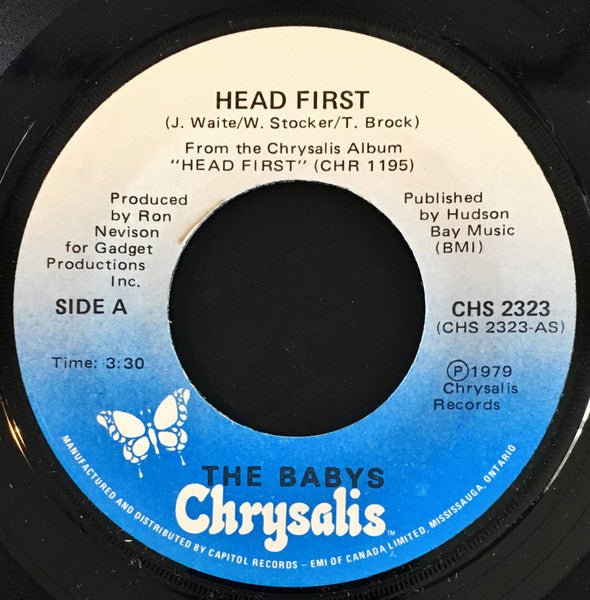 HEAD FIRST
(J. Waite/W. Stocker/T. Brock)
From the Chrysalis Album
"HEAD FIRST" (CHR 1195)
Produced
by Ron
Nevison
for Gadget
Productions
Inc.
Published
by Hudson
Bay Music
(BMI)
SIDE A
CHS 2323
(CHS 2323-AS)
Time: 3:30
Ⓟ1979
Chrysalis
Records
THE BABYS
Chrysalis™
MANUFACTURED AND DISTRIBUTED BY CAPITOL RECORDS - EMI OF CANADA LIMITED, MISSISSAUGA, ONTARIO